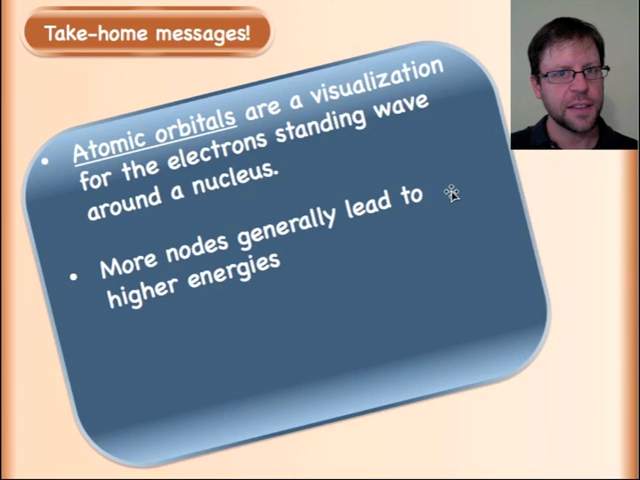 Take-home messages!
• Atomic orbitals are a visualization
for the electrons standing wave
around a nucleus.
• More nodes generally lead to
higher energies